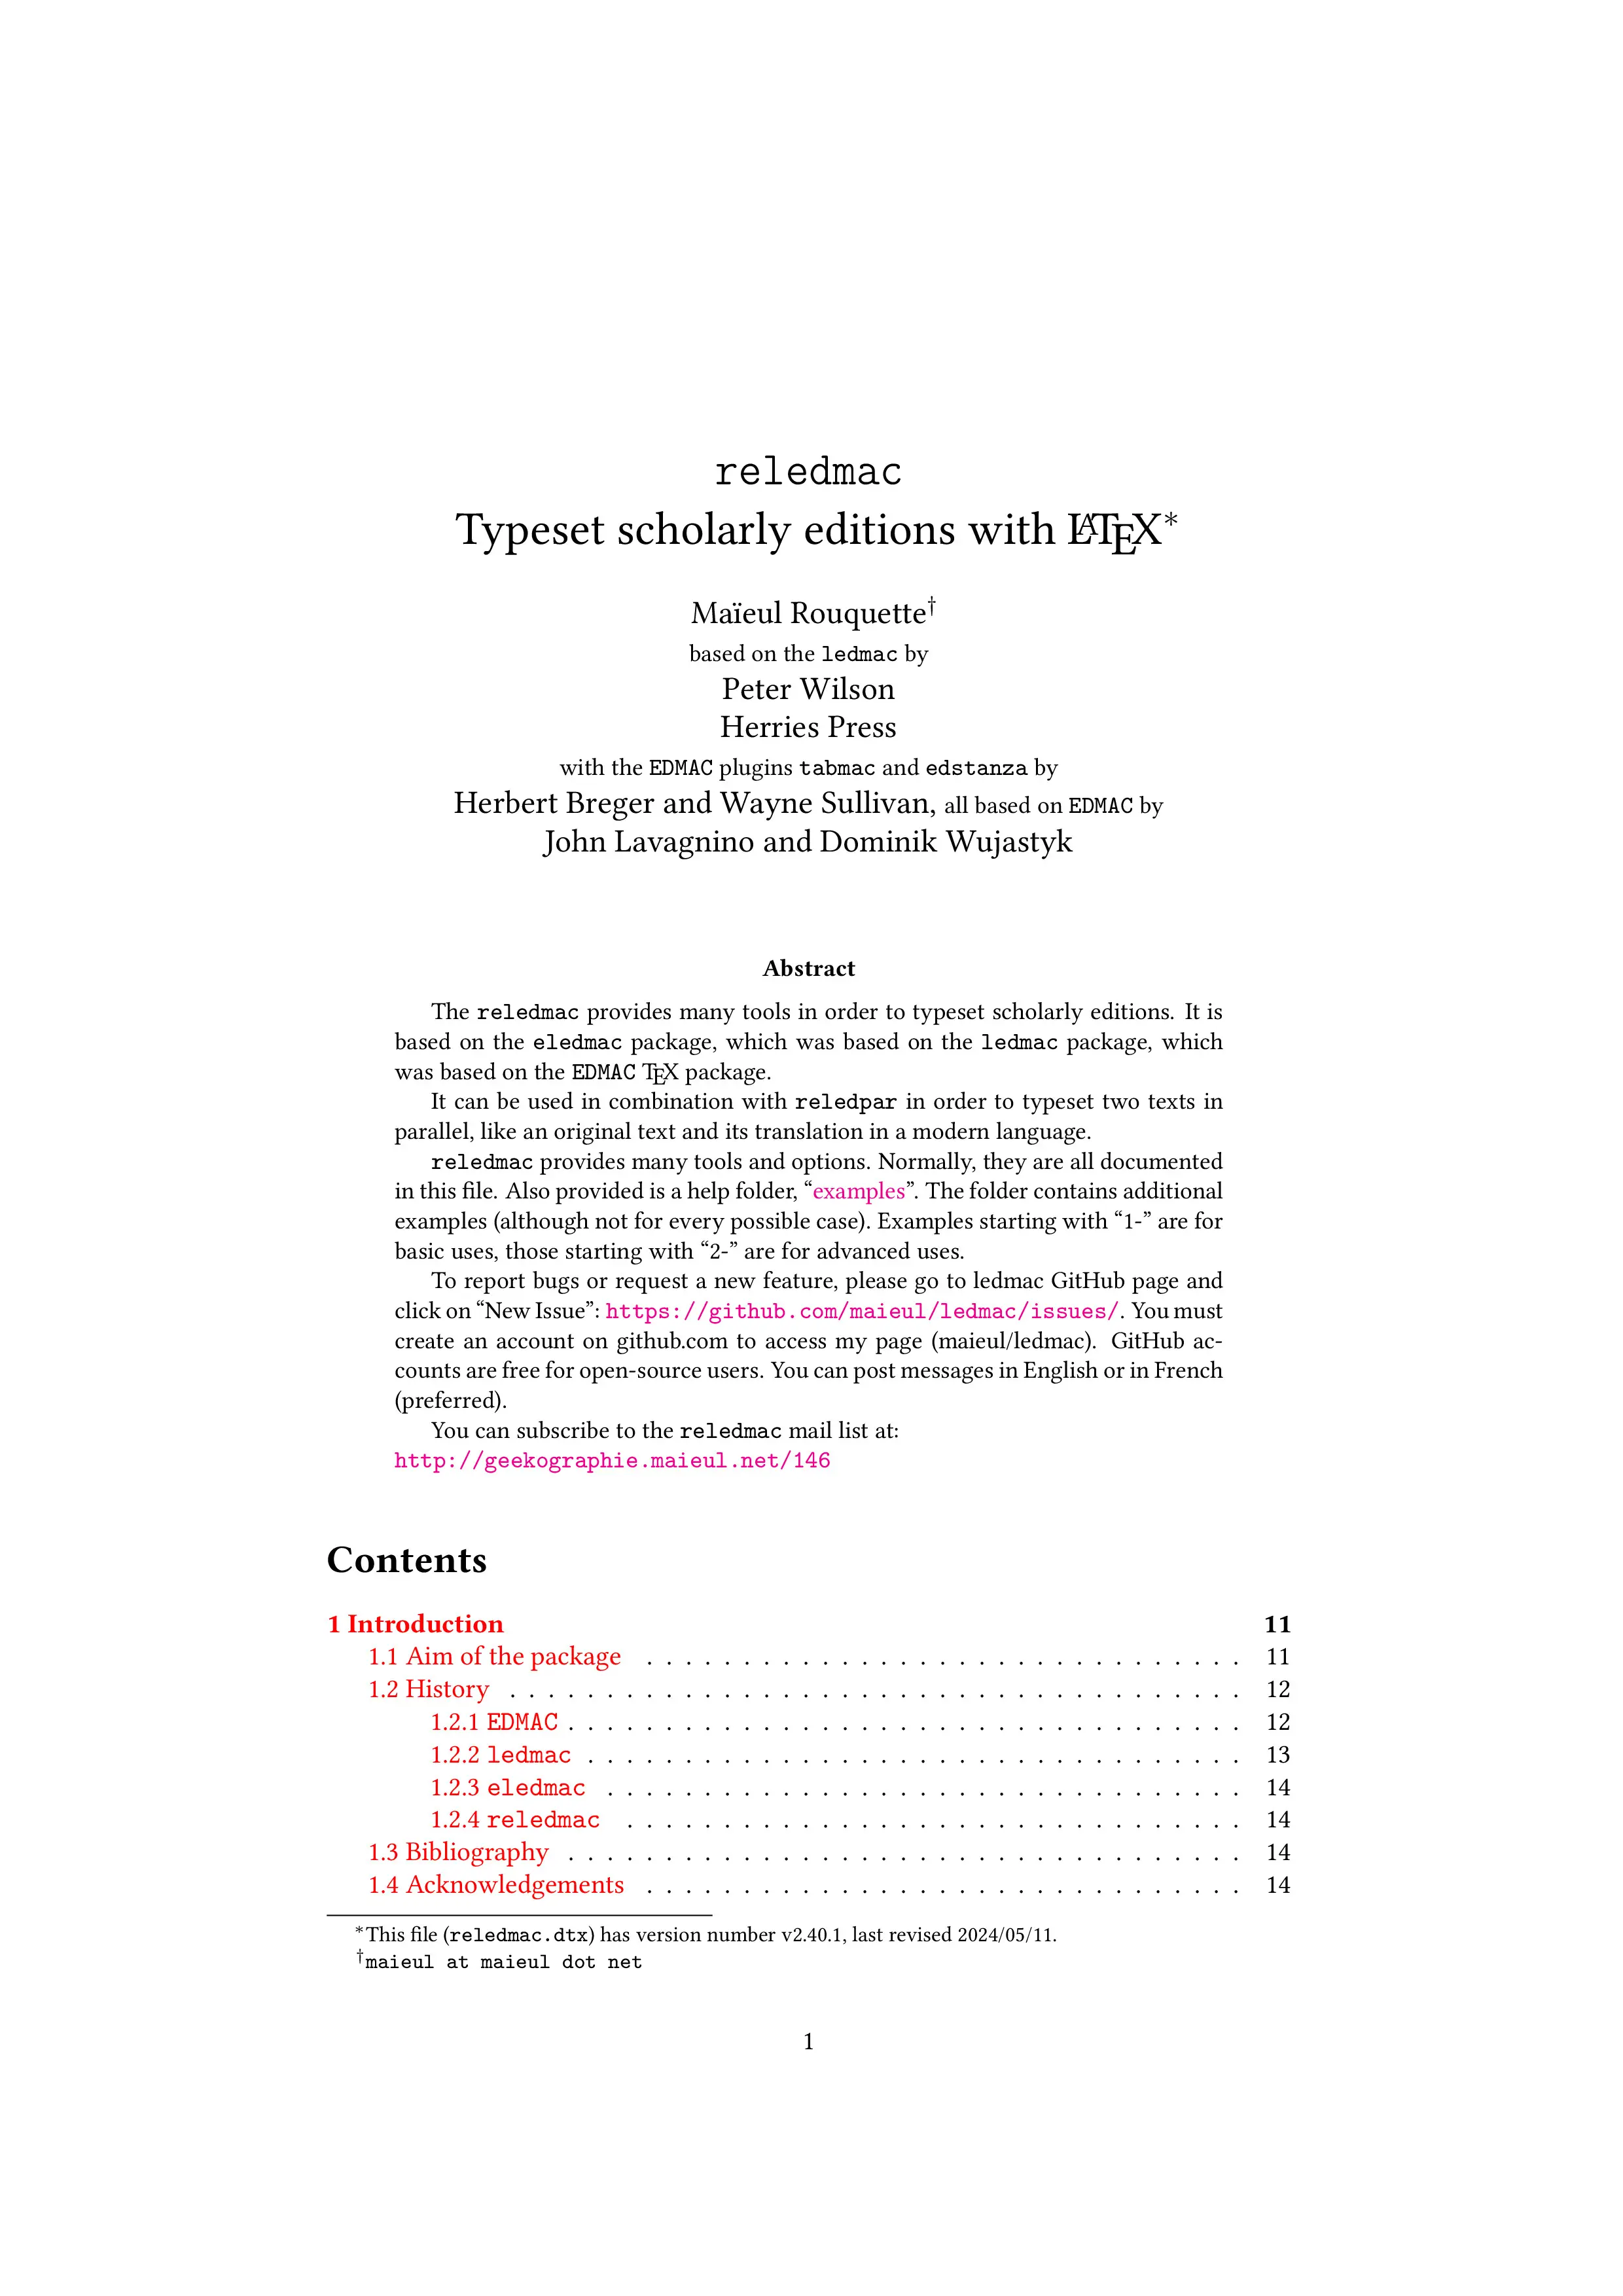 reledmac
Typeset scholarly editions with LATEX*
Maïeul Rouquette†
based on the ledmac by
Peter Wilson
Herries Press
with the EDMAC plugins tabmac and edstanza by
Herbert Breger and Wayne Sullivan, all based on EDMAC by
John Lavagnino and Dominik Wujastyk
Abstract
The reledmac provides many tools in order to typeset scholarly editions. It is
based on the eledmac package, which was based on the ledmac package, which
was based on the EDMAC TEX package.
It can be used in combination with reledpar in order to typeset two texts in
parallel, like an original text and its translation in a modern language.
reledmac provides many tools and options. Normally, they are all documented
in this file. Also provided is a help folder, “examples”. The folder contains additional
examples (although not for every possible case). Examples starting with “1-” are for
basic uses, those starting with “2-” are for advanced uses.
To report bugs or request a new feature, please go to ledmac GitHub page and
click on “New Issue”: https://github.com/maieul/ledmac/issues/. You must
create an account on github.com to access my page (maieul/ledmac). GitHub ac-
counts are free for open-source users. You can post messages in English or in French
(preferred).
You can subscribe to the reledmac mail list at:
http://geekographie.maieul.net/146
Contents
1 Introduction 11
1.1 Aim of the package . . . . . . . . . . . . . . . . . . . . . . . . . . . . . . . 11
1.2 History . . . . . . . . . . . . . . . . . . . . . . . . . . . . . . . . . . . . . . 12
1.2.1 EDMAC . . . . . . . . . . . . . . . . . . . . . . . . . . . . . . . . . . . 12
1.2.2 ledmac . . . . . . . . . . . . . . . . . . . . . . . . . . . . . . . . . . 13
1.2.3 eledmac . . . . . . . . . . . . . . . . . . . . . . . . . . . . . . . . . 14
1.2.4 reledmac . . . . . . . . . . . . . . . . . . . . . . . . . . . . . . . . 14
1.3 Bibliography . . . . . . . . . . . . . . . . . . . . . . . . . . . . . . . . . . . 14
1.4 Acknowledgements . . . . . . . . . . . . . . . . . . . . . . . . . . . . . . . 14
*This file (reledmac.dtx) has version number v2.40.1, last revised 2024/05/11.
†maieul at maieul dot net
1